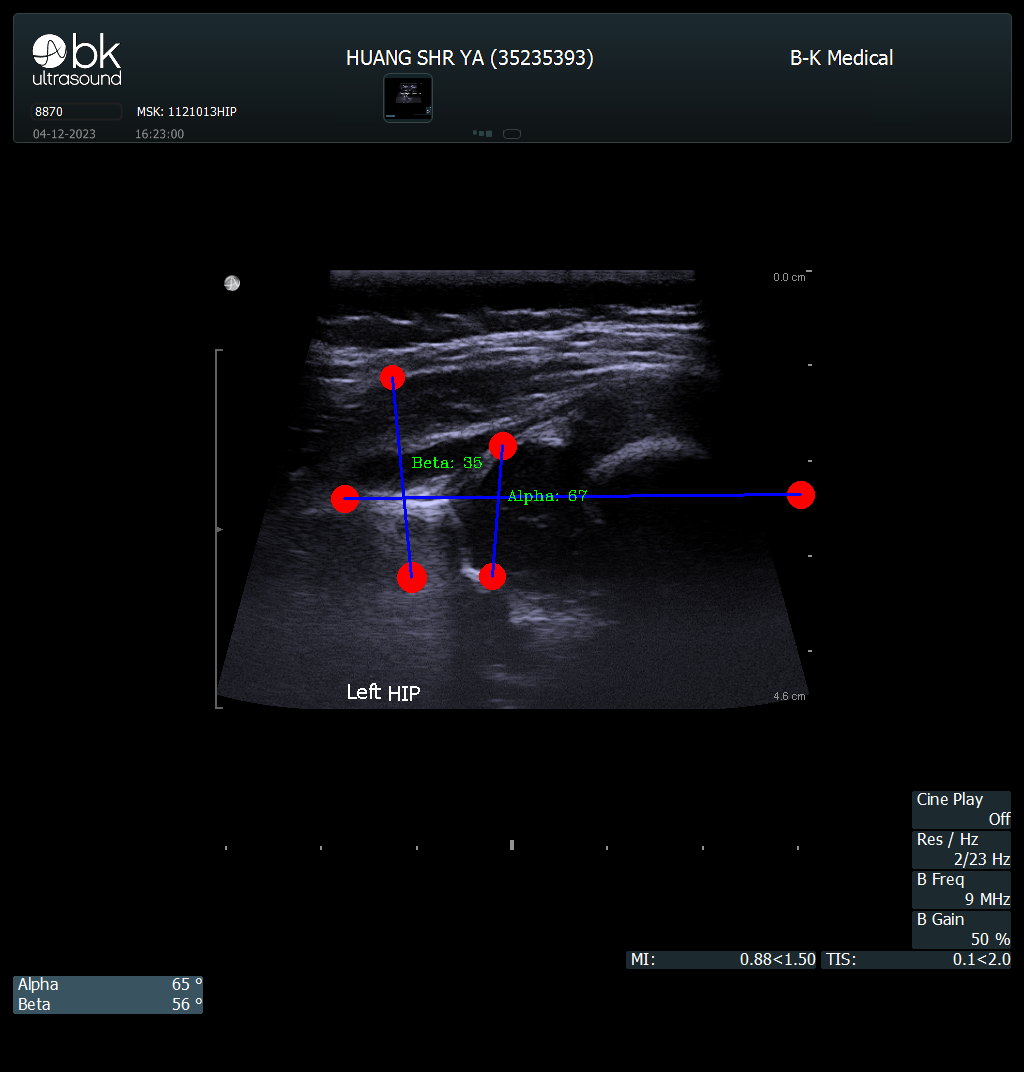 bk
ultrasound
HUANG SHR YA (35235393)
B-K Medical
8870
MSK: 1121013HIP
04-12-2023
16:23:00
0.0 cm
Beta: 35
Alpha: 67
Left HIP
4.6 cm
Cine Play
Off
Res / Hz
2/23 Hz
B Freq
9 MHz
B Gain
50 %
MI: 0.88<1.50
TIS: 0.1<2.0
Alpha 65 º
Beta 56 º